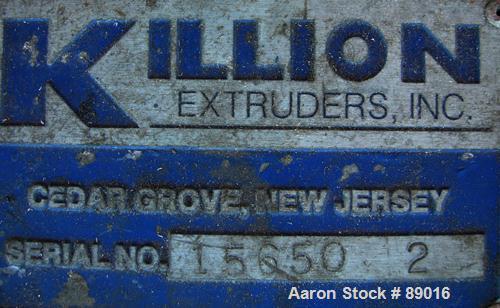 KILLION
EXTRUDERS, INC.
CEDAR GROVE, NEW JERSEY
SERIAL NO. 15650 2
Aaron Stock # 89016